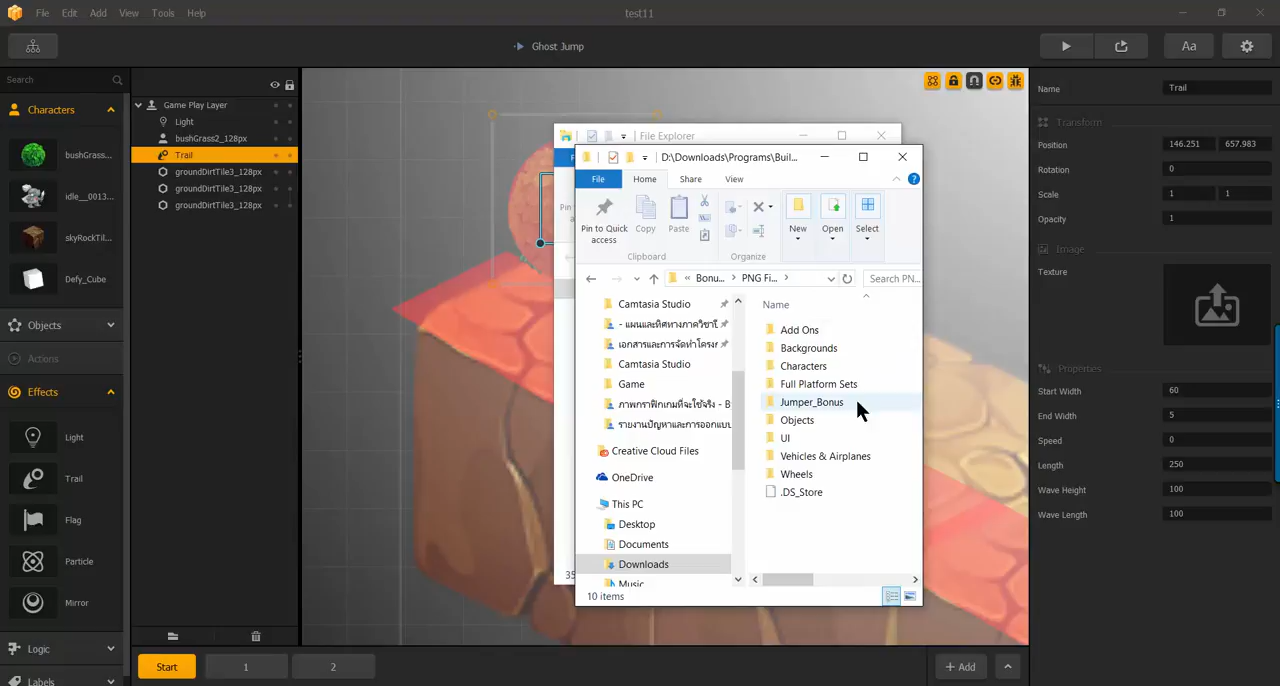 File Edit Add View Tools Help
test11
Ghost Jump
Aa
Search
Characters
bushGrass...
idle__0013...
skyRockTil...
Defy_Cube
Objects
Actions
Effects
Light
Trail
Flag
Particle
Mirror
Logic
Labels
Game Play Layer
Light
bushGrass2_128px
Trail
groundDirtTile3_128px
groundDirtTile3_128px
groundDirtTile3_128px
File Explorer
D:\Downloads\Programs\Buil...
File Home Share View
Pin to Quick access
Copy
Paste
New
Open
Select
Clipboard
Organize
« Bonu... PNG Fi...
Search PN...
Camtasia Studio
Camtasia Studio
Game
Creative Cloud Files
OneDrive
This PC
Desktop
Documents
Downloads
Music
Name
Add Ons
Backgrounds
Characters
Full Platform Sets
Jumper_Bonus
Objects
UI
Vehicles & Airplanes
Wheels
.DS_Store
35
10 items
Name Trail
Transform
Position 146.251 657.983
Rotation 0
Scale 1 1
Opacity 1
Image
Texture
Properties
Start Width 60
End Width 5
Speed 0
Length 250
Wave Height 100
Wave Length 100
Start 1 2
+ Add